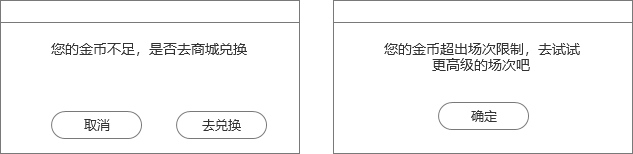 您的金币不足，是否去商城兑换
取消
去兑换
您的金币超出场次限制，去试试
更高级的场次吧
确定